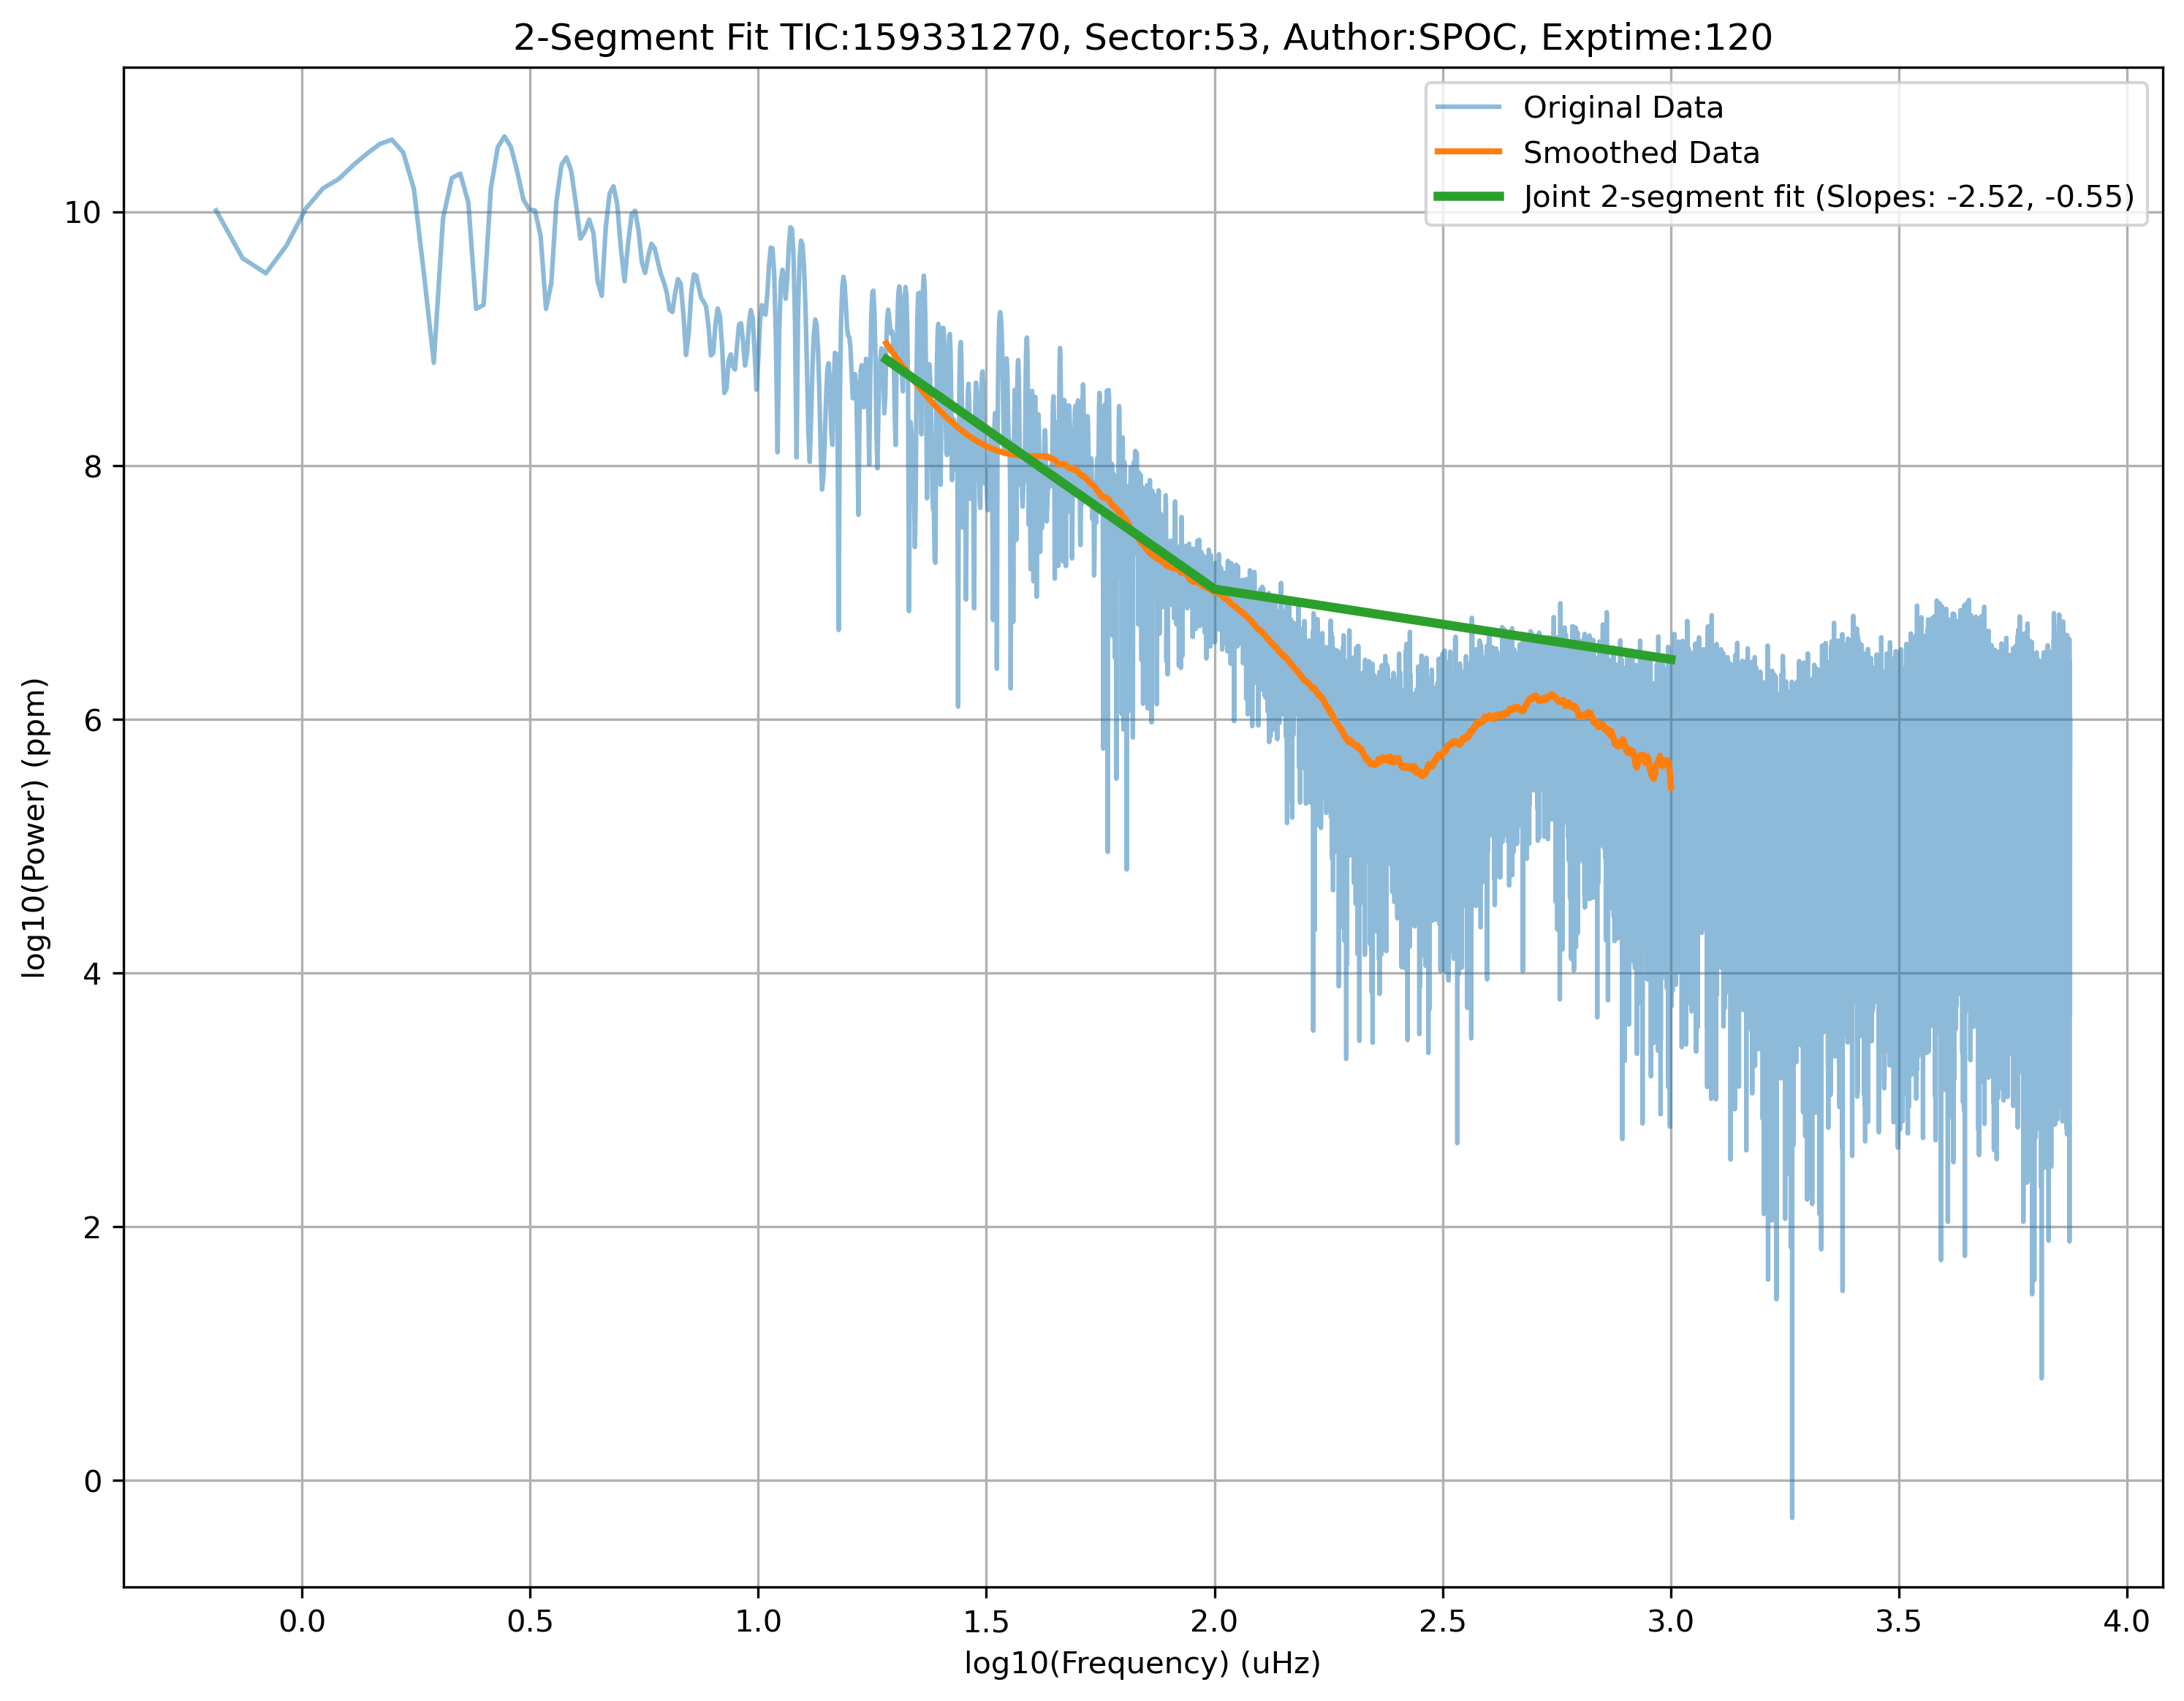 2-Segment Fit TIC:159331270, Sector:53, Author:SPOC, Exptime:120
Original Data
Smoothed Data
Joint 2-segment fit (Slopes: -2.52, -0.55)
log10(Power) (ppm)
10
8
6
4
2
0
0.0 0.5 1.0 1.5 2.0 2.5 3.0 3.5 4.0
log10(Frequency) (uHz)